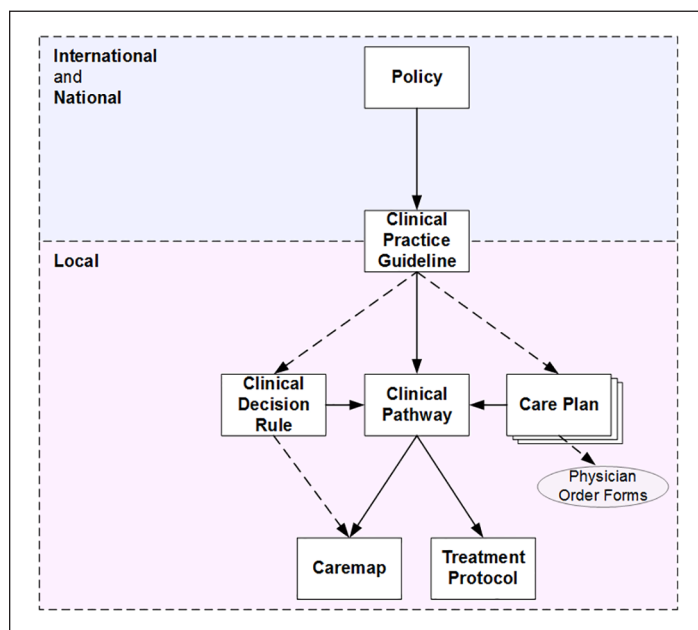 International
and
National
Policy
Clinical
Practice
Guideline
Local
Clinical
Decision
Rule
Clinical
Pathway
Care Plan
Physician
Order Forms
Caremap
Treatment
Protocol